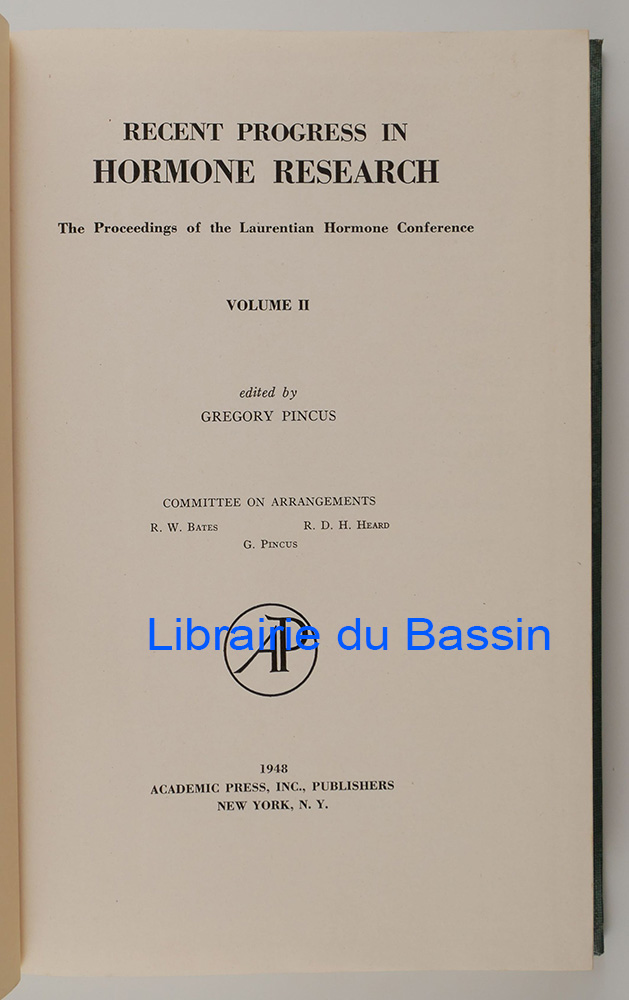 RECENT PROGRESS IN
HORMONE RESEARCH
The Proceedings of the Laurentian Hormone Conference
VOLUME II
edited by
GREGORY PINCUS
COMMITTEE ON ARRANGEMENTS
R. W. BATES R. D. H. HEARD
G. PINCUS
AP
Librairie du Bassin
1948
ACADEMIC PRESS, INC., PUBLISHERS
NEW YORK, N. Y.